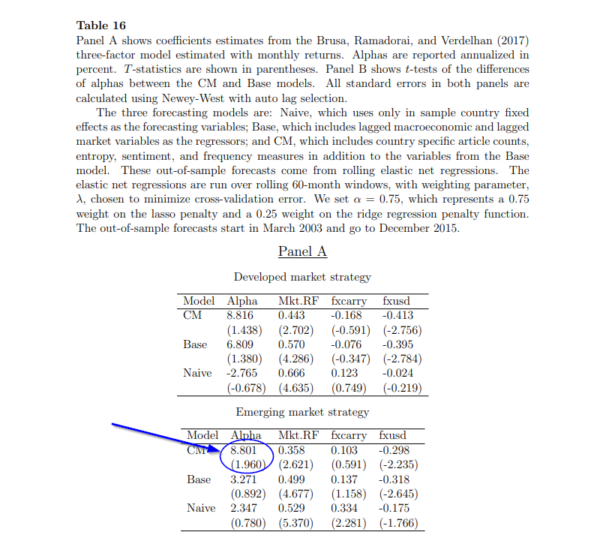 Table 16
Panel A shows coefficients estimates from the Brusa, Ramadorai, and Verdelhan (2017)
three-factor model estimated with monthly returns. Alphas are reported annualized in
percent. T-statistics are shown in parentheses. Panel B shows t-tests of the differences
of alphas between the CM and Base models. All standard errors in both panels are
calculated using Newey-West with auto lag selection.
The three forecasting models are: Naive, which uses only in sample country fixed
effects as the forecasting variables; Base, which includes lagged macroeconomic and lagged
market variables as the regressors; and CM, which includes country specific article counts,
entropy, sentiment, and frequency measures in addition to the variables from the Base
model. These out-of-sample forecasts come from rolling elastic net regressions. The
elastic net regressions are run over rolling 60-month windows, with weighting parameter,
λ, chosen to minimize cross-validation error. We set α = 0.75, which represents a 0.75
weight on the lasso penalty and a 0.25 weight on the ridge regression penalty function.
The out-of-sample forecasts start in March 2003 and go to December 2015.
Panel A
Developed market strategy
Model Alpha Mkt.RF fxcarry fxusd
CM 8.816 0.443 -0.168 -0.413
(1.438) (2.702) (-0.591) (-2.756)
Base 6.809 0.570 -0.076 -0.395
(1.380) (4.286) (-0.347) (-2.784)
Naive -2.765 0.666 0.123 -0.024
(-0.678) (4.635) (0.749) (-0.219)
Emerging market strategy
Model Alpha Mkt.RF fxcarry fxusd
CM 8.801 0.358 0.103 -0.298
(1.960) (2.621) (0.591) (-2.235)
Base 3.271 0.499 0.137 -0.318
(0.892) (4.677) (1.158) (-2.645)
Naive 2.347 0.529 0.334 -0.175
(0.780) (5.370) (2.281) (-1.766)